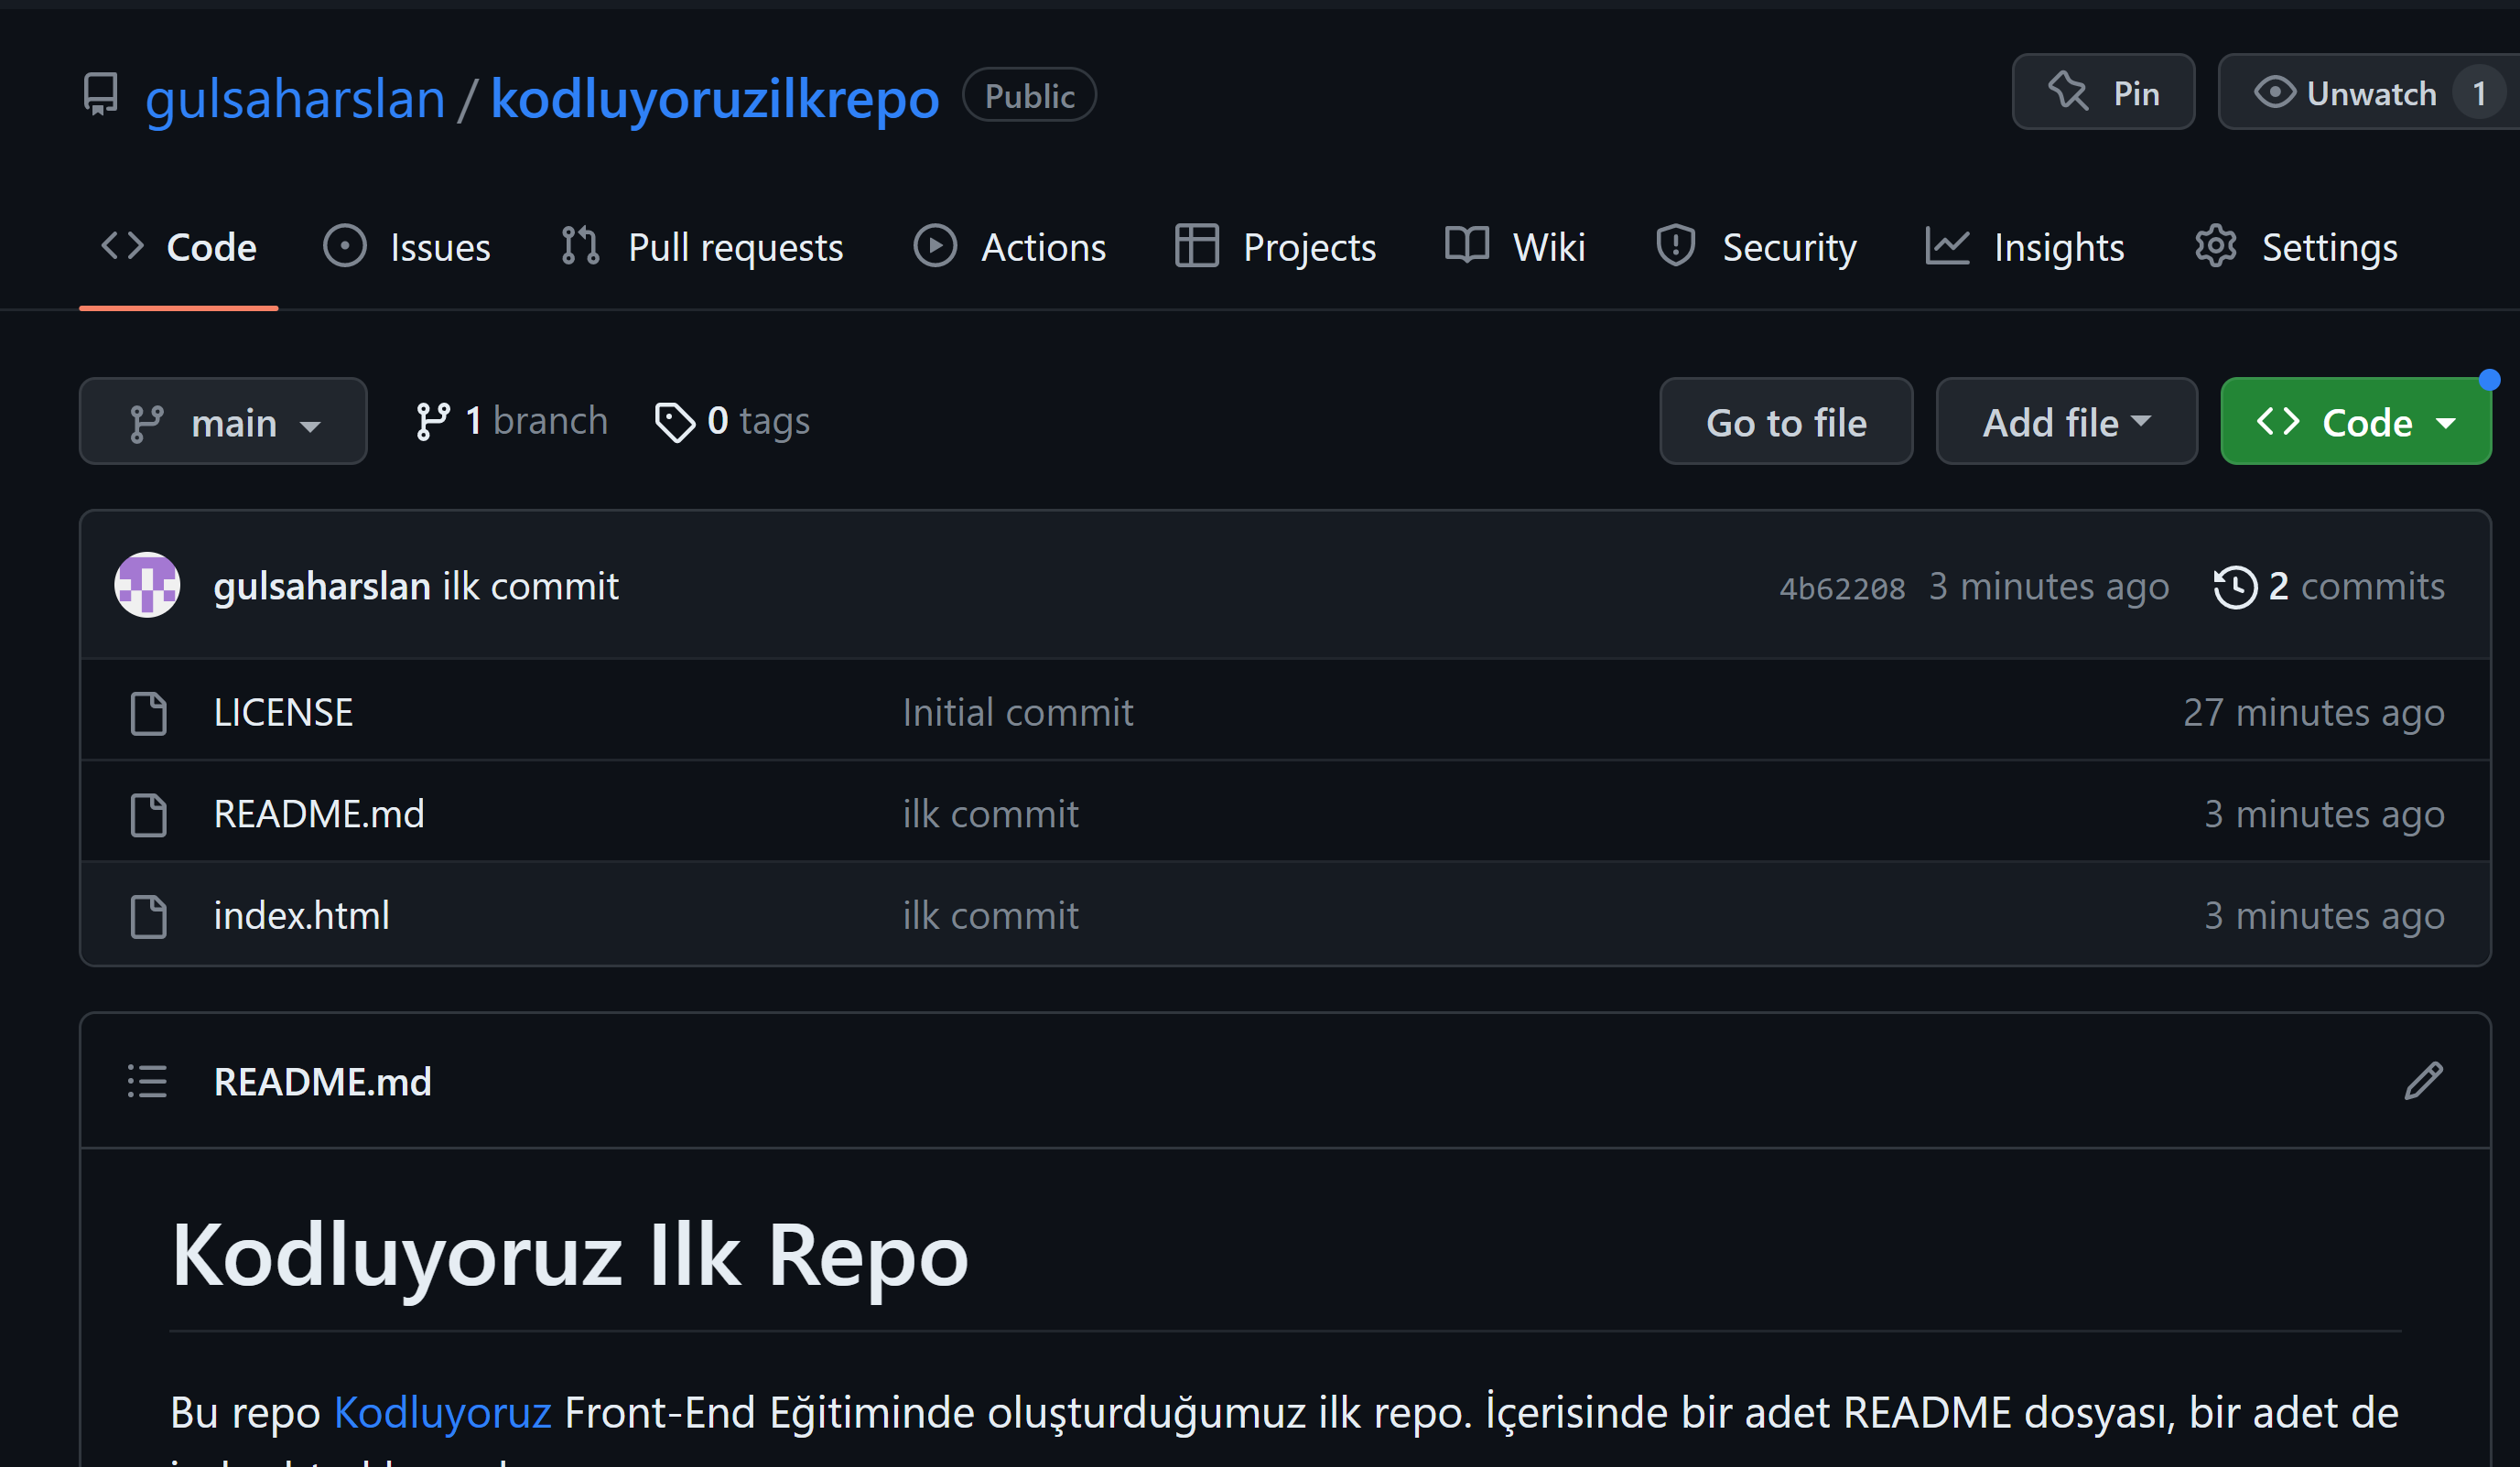 gulsaharslan / kodluyoruzilkrepo Public Pin Unwatch 1
Code Issues Pull requests Actions Projects Wiki Security Insights Settings
main 1 branch 0 tags Go to file Add file Code
gulsaharslan ilk commit 4b62208 3 minutes ago 2 commits
LICENSE Initial commit 27 minutes ago
README.md ilk commit 3 minutes ago
index.html ilk commit 3 minutes ago
README.md
Kodluyoruz Ilk Repo
Bu repo Kodluyoruz Front-End Eğitiminde oluşturduğumuz ilk repo. İçerisinde bir adet README dosyası, bir adet de